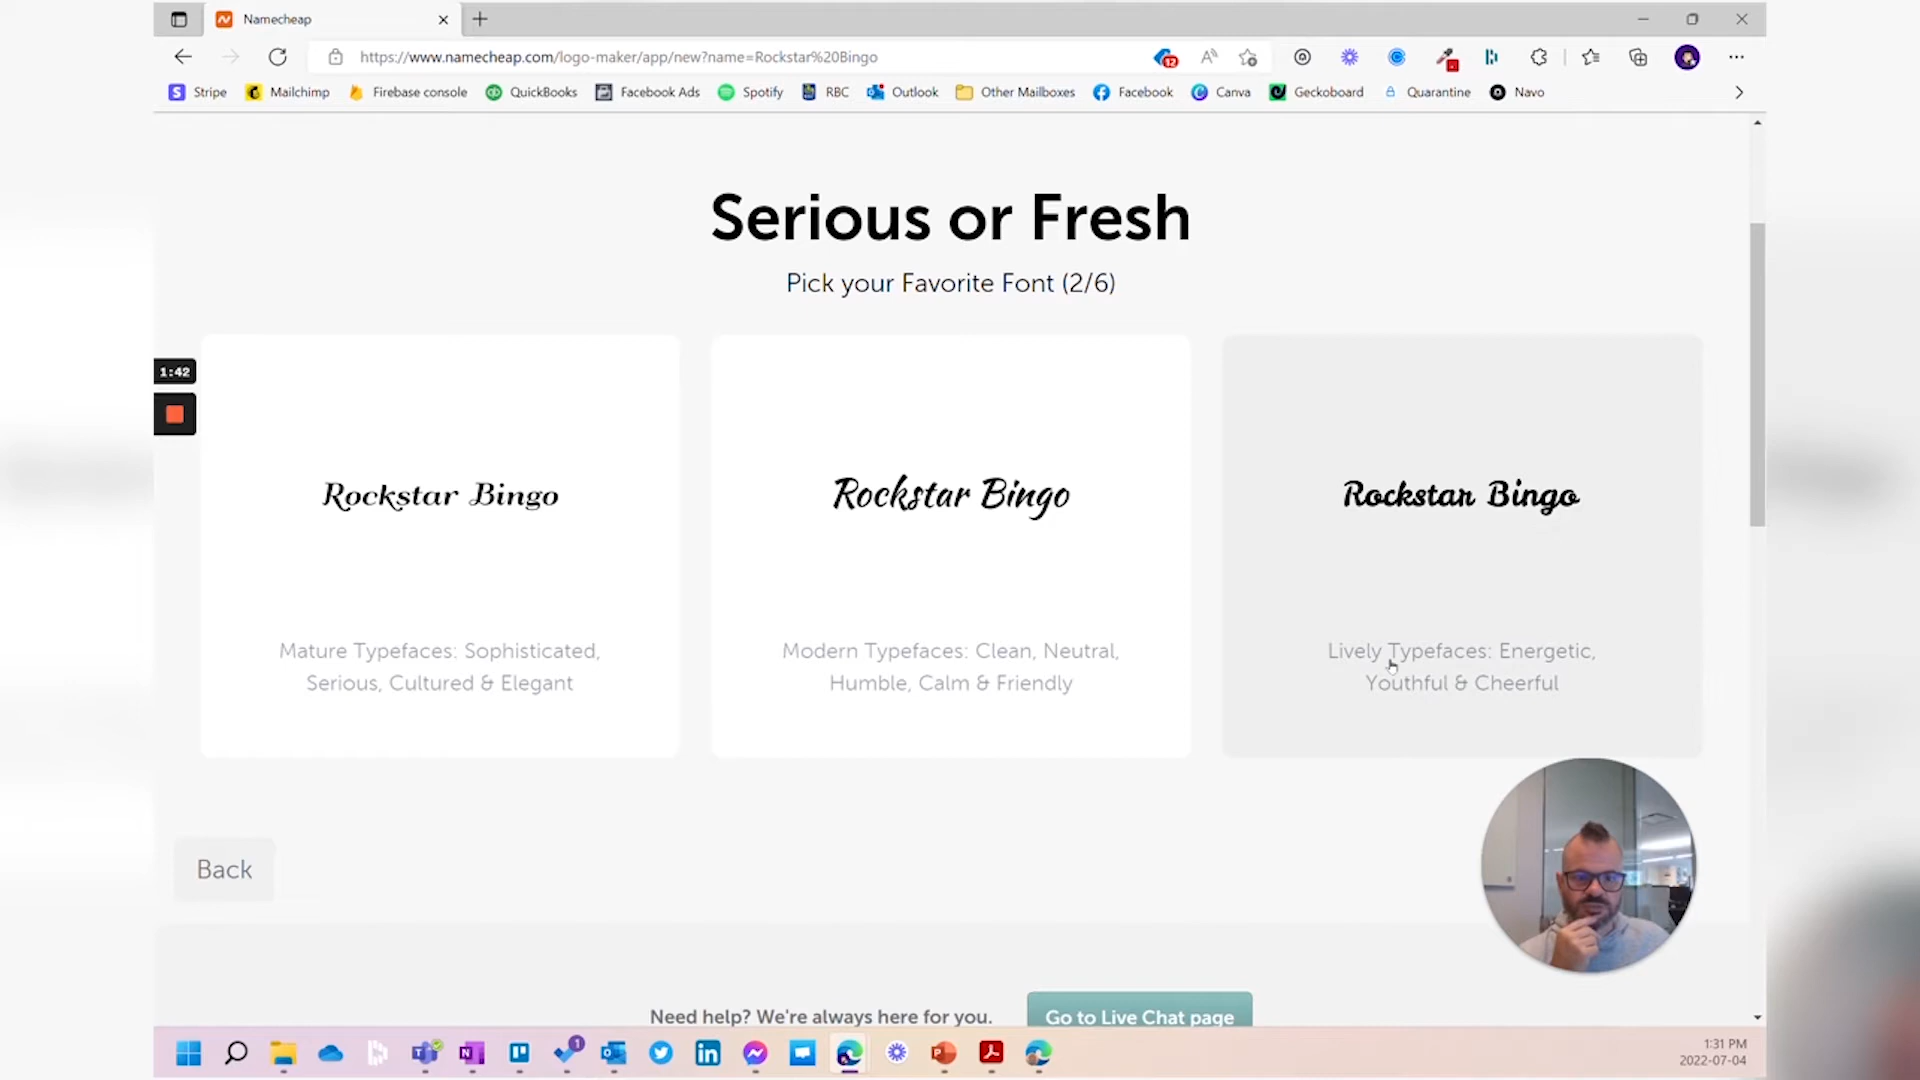 Namecheap
https://www.namecheap.com/logo-maker/app/new?name=Rockstar%20Bingo
12
Stripe Mailchimp Firebase console QuickBooks Facebook Ads Spotify RBC Outlook Other Mailboxes Facebook Canva Geckoboard Quarantine Navo
Serious or Fresh
Pick your Favorite Font (2/6)
1:42
Rockstar Bingo
Mature Typefaces: Sophisticated,
Serious, Cultured & Elegant
Rockstar Bingo
Modern Typefaces: Clean, Neutral,
Humble, Calm & Friendly
Rockstar Bingo
Lively Typefaces: Energetic,
Youthful & Cheerful
Back
Need help? We're always here for you.
Go to Live Chat page
1
1:31 PM
2022-07-04